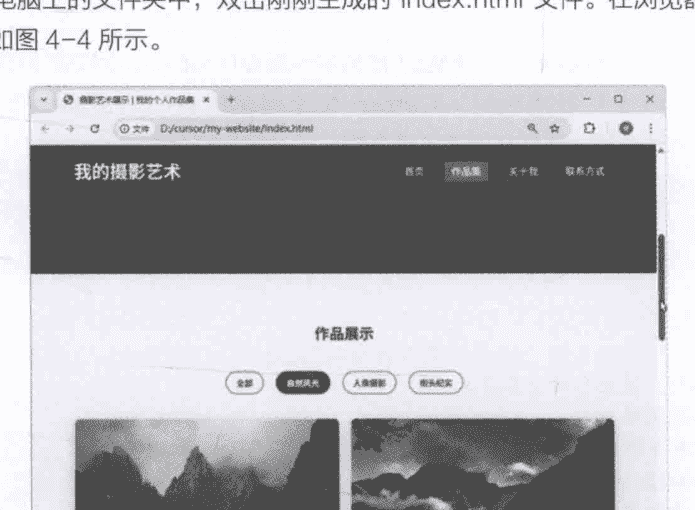 电脑上的文件夹中，双击刚刚生成的 index.html 文件。在浏览器
如图 4-4 所示。
摄影艺术展示 | 我的个人作品集
文件 D:/cursor/my-website/index.html
我的摄影艺术 首页 作品集 关于我 联系方式
作品展示
全部 自然风光 人像摄影 街头纪实